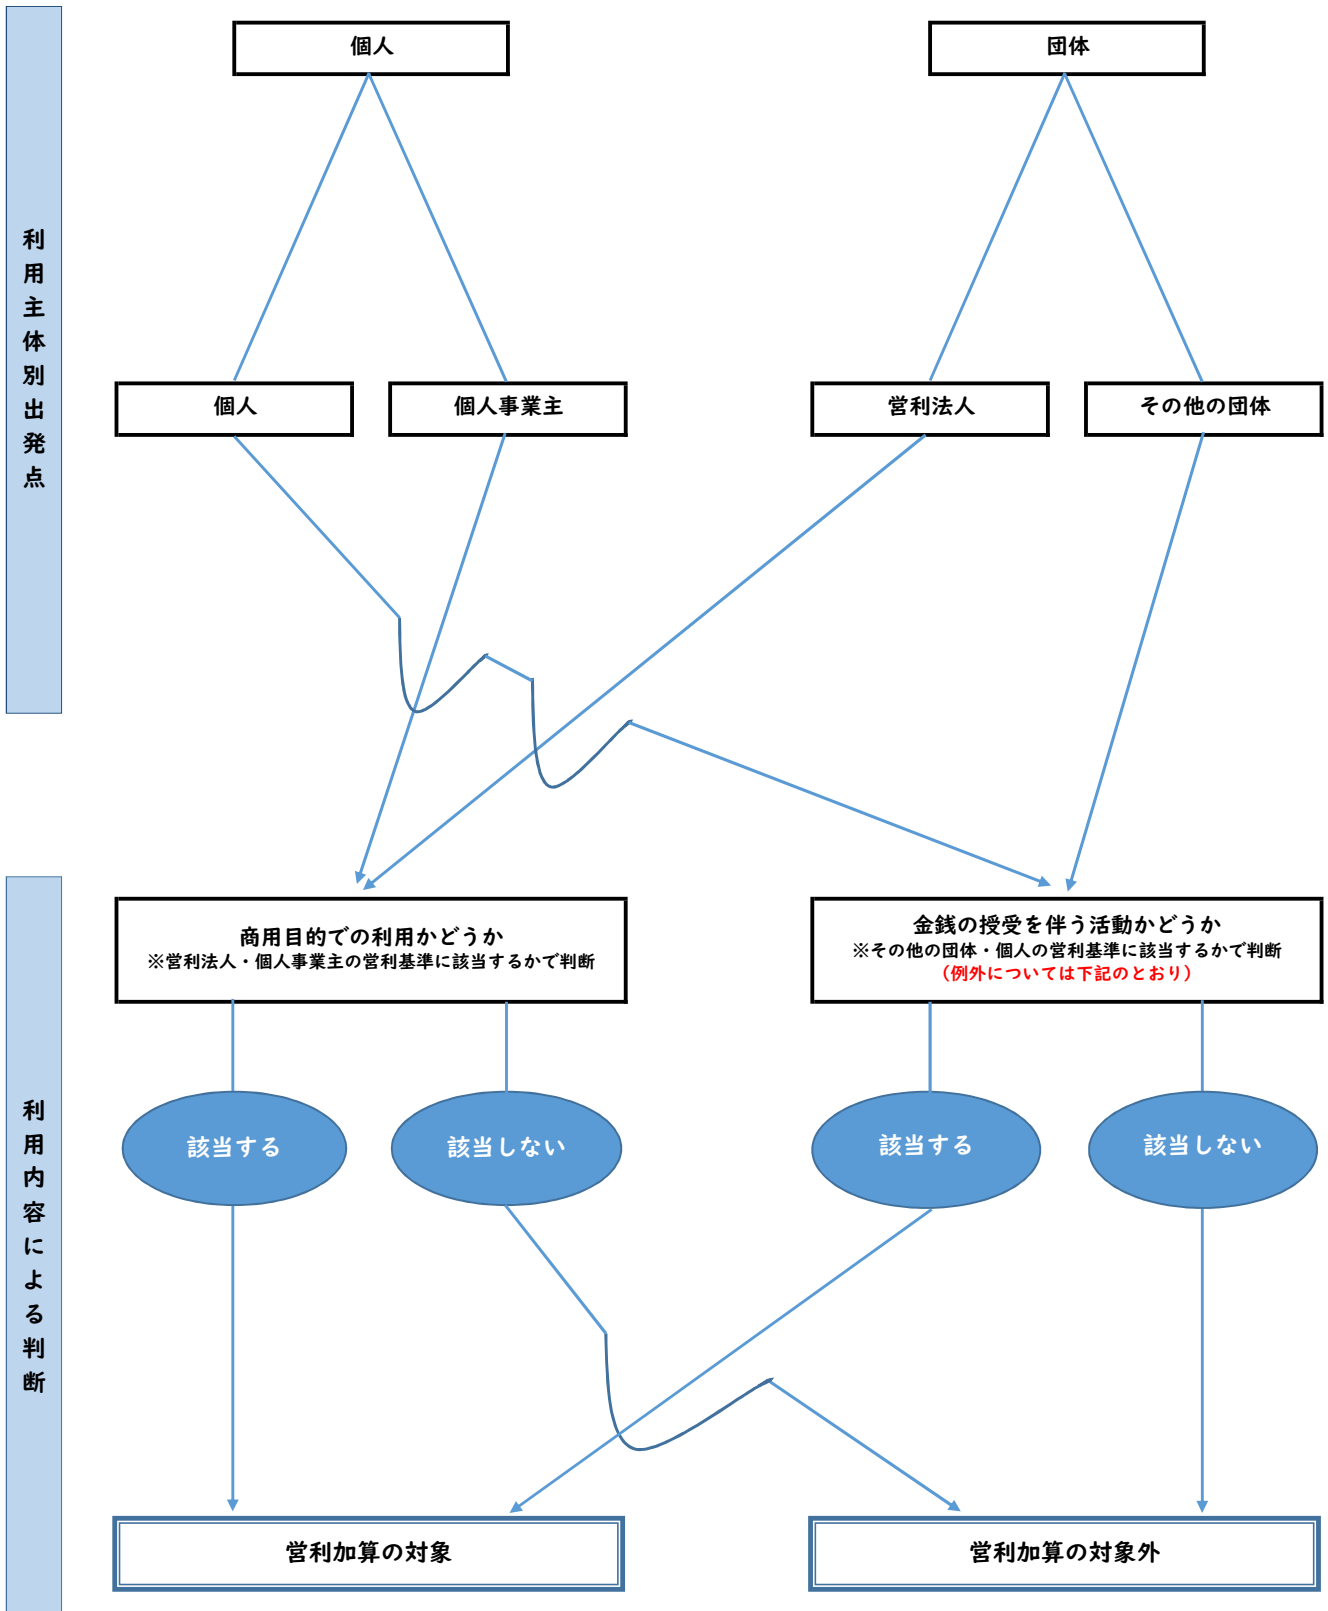 利用主体別出発点
個人
団体
個人
個人事業主
営利法人
その他の団体
利用内容による判断
商用目的での利用かどうか
※営利法人・個人事業主の営利基準に該当するかで判断
金銭の授受を伴う活動かどうか
※その他の団体・個人の営利基準に該当するかで判断
（例外については下記のとおり）
該当する
該当しない
該当する
該当しない
営利加算の対象
営利加算の対象外